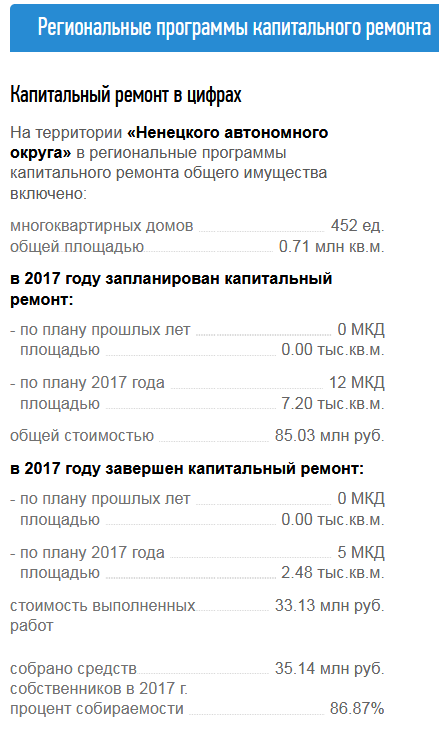 Региональные программы капитального ремонта
Капитальный ремонт в цифрах
На территории «Ненецкого автономного
округа» в региональные программы
капитального ремонта общего имущества
включено:
многоквартирных домов 452 ед.
общей площадью 0.71 млн кв.м.
в 2017 году запланирован капитальный
ремонт:
- по плану прошлых лет 0 МКД
площадью 0.00 тыс.кв.м.
- по плану 2017 года 12 МКД
площадью 7.20 тыс.кв.м.
общей стоимостью 85.03 млн руб.
в 2017 году завершен капитальный ремонт:
- по плану прошлых лет 0 МКД
площадью 0.00 тыс.кв.м.
- по плану 2017 года 5 МКД
площадью 2.48 тыс.кв.м.
стоимость выполненных 33.13 млн руб.
работ
собрано средств 35.14 млн руб.
собственников в 2017 г.
процент собираемости 86.87%